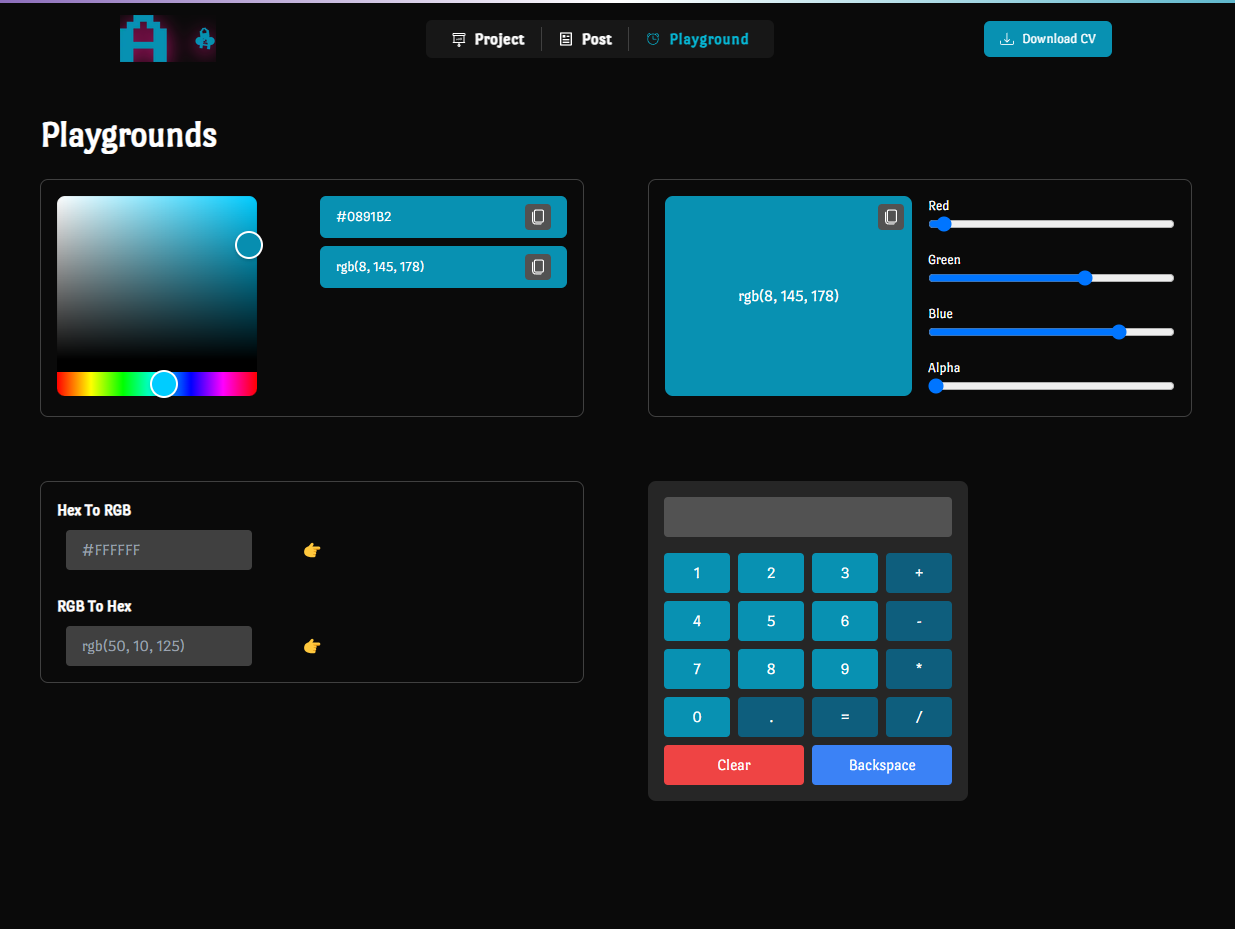 A
Project
Post
Playground
Download CV
Playgrounds
#0891B2
rgb(8, 145, 178)
rgb(8, 145, 178)
Red
Green
Blue
Alpha
Hex To RGB
#FFFFFF
👉
RGB To Hex
rgb(50, 10, 125)
👉
1 2 3 +
4 5 6 -
7 8 9 *
0 . = /
Clear Backspace